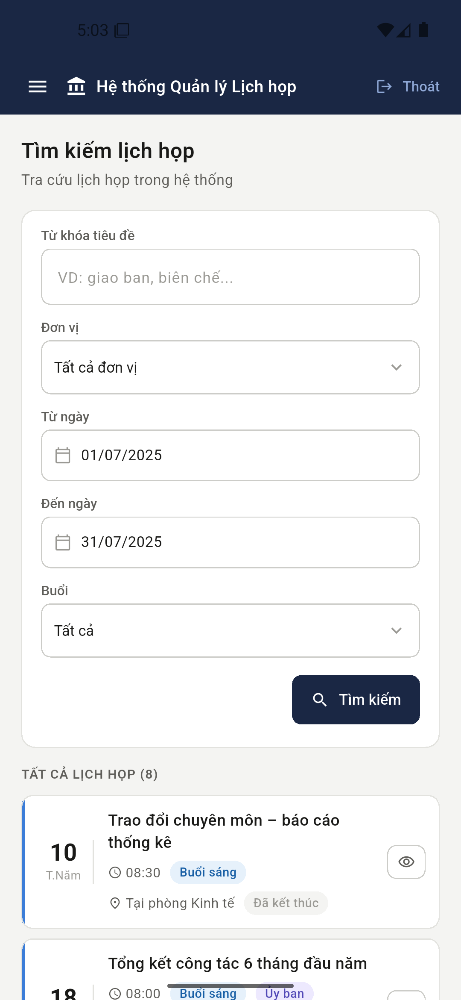 5:03
Hệ thống Quản lý Lịch họp
Thoát
Tìm kiếm lịch họp
Tra cứu lịch họp trong hệ thống
Từ khóa tiêu đề
VD: giao ban, biên chế...
Đơn vị
Tất cả đơn vị
Từ ngày
01/07/2025
Đến ngày
31/07/2025
Buổi
Tất cả
Tìm kiếm
TẤT CẢ LỊCH HỌP (8)
Trao đổi chuyên môn – báo cáo
thống kê
10
T.Năm
08:30 Buổi sáng
Tại phòng Kinh tế Đã kết thúc
Tổng kết công tác 6 tháng đầu năm
18
08:00 Buổi sáng Ủy ban